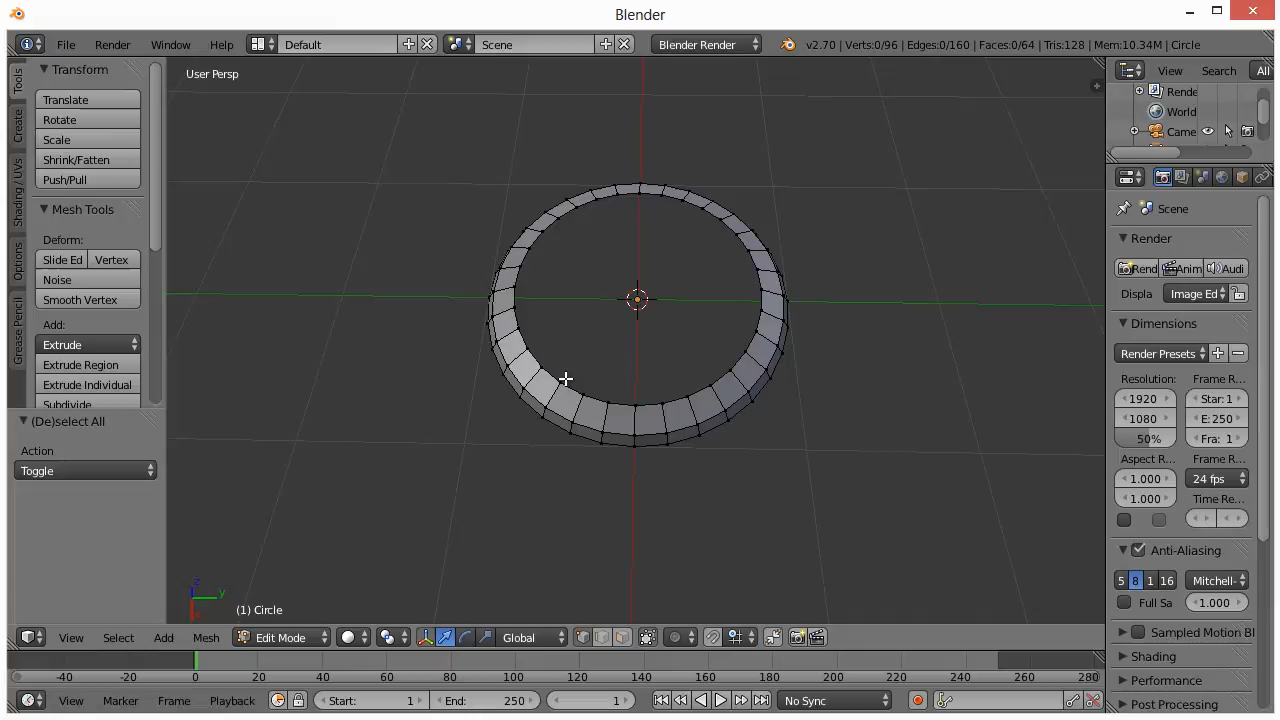 Blender
File Render Window Help Default Scene Blender Render v2.70 | Verts:0/96 | Edges:0/160 | Faces:0/64 | Tris:128 | Mem:10.34M | Circle
Tools
Create
Shading / UVs
Options
Grease Pencil
Transform
Translate
Rotate
Scale
Shrink/Fatten
Push/Pull
Mesh Tools
Deform:
Slide Ed Vertex
Noise
Smooth Vertex
Add:
Extrude
Extrude Region
Extrude Individual
Subdivide
(De)select All
Action
Toggle
User Persp
z
y
(1) Circle
View Search All
Rende
World
Came
Scene
Render
Rend Anim Audi
Displa Image Ed
Dimensions
Render Presets
Resolution: Frame R...
1920 Star: 1
1080 E: 250
50% Fra: 1
Aspect R... Frame R...
1.000 24 fps
1.000 Time Re...
Anti-Aliasing
5 8 1 16 Mitchell-
Full Sa 1.000
Sampled Motion Bl
Shading
Performance
Post Processing
View Select Add Mesh Edit Mode Global
-40 -20 0 20 40 60 80 100 120 140 160 180 200 220 240 260 280
View Marker Frame Playback Start: 1 End: 250 1 No Sync